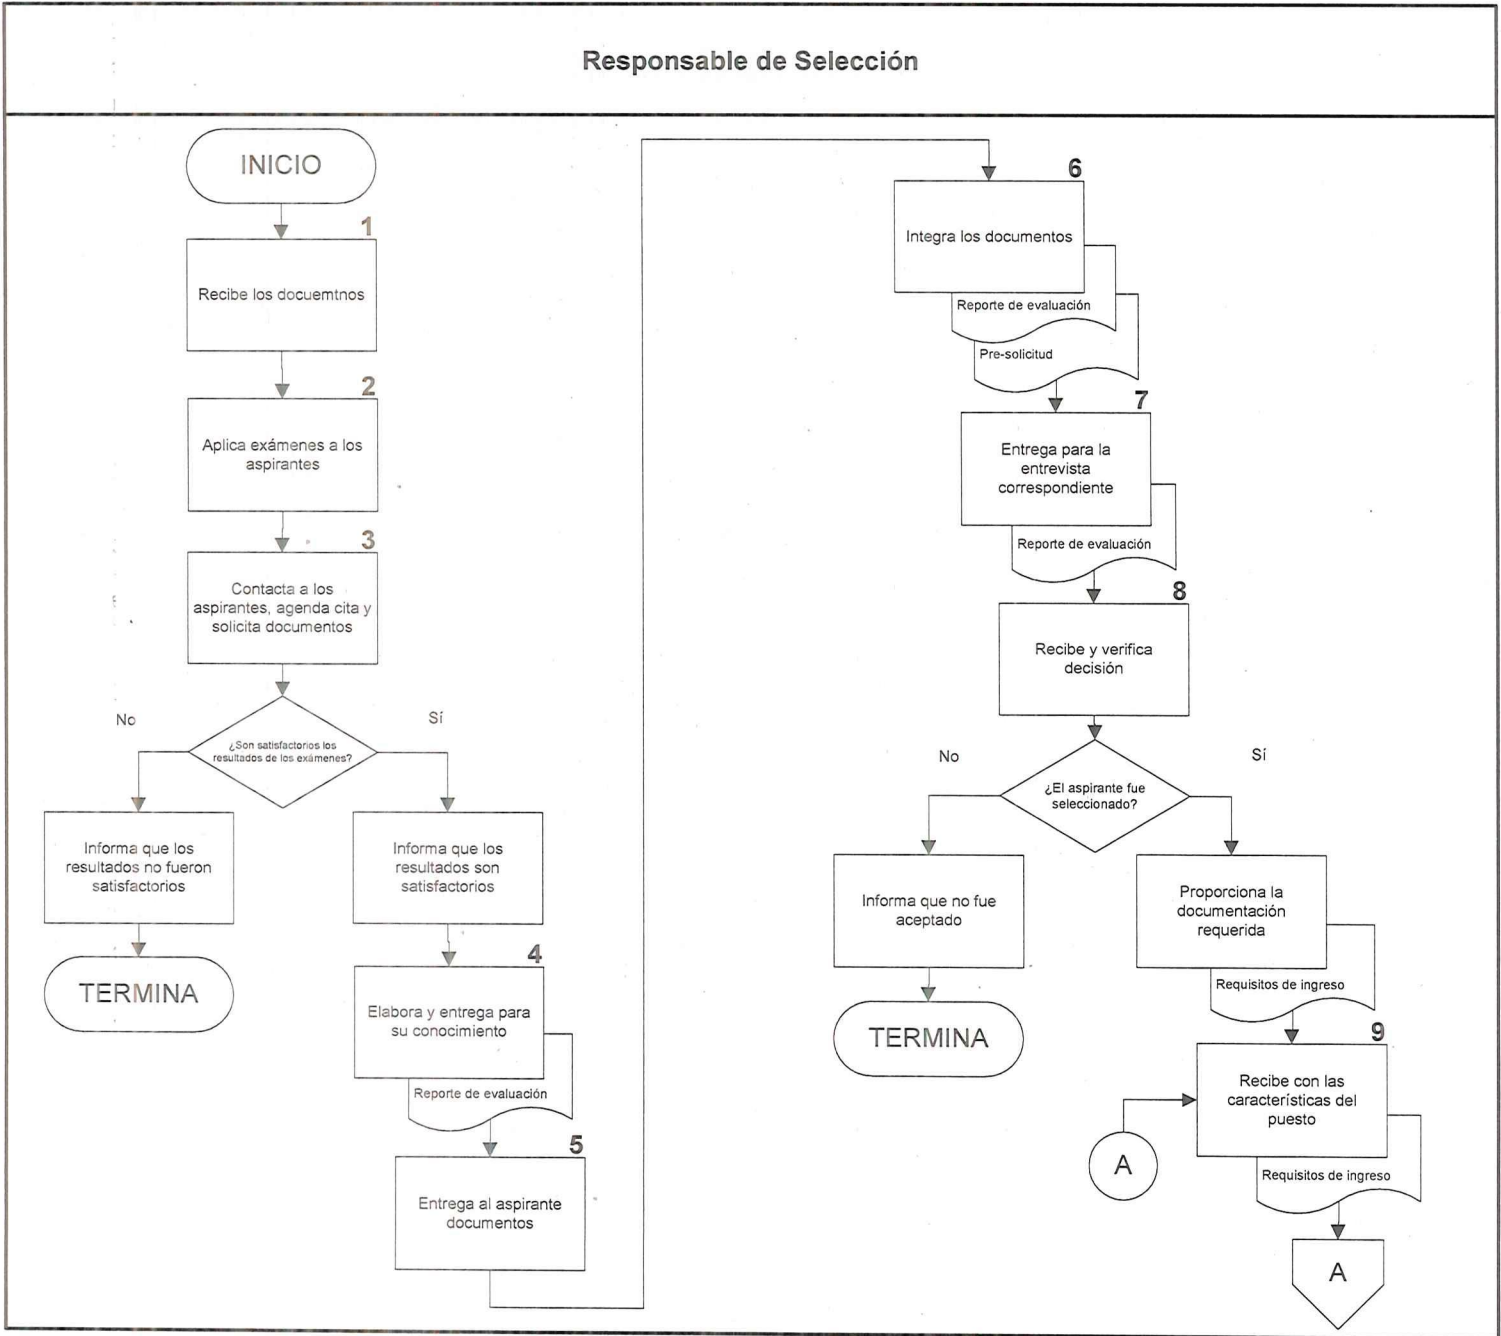 Responsable de Selección
INICIO
1
Recibe los docuemtnos
2
Aplica exámenes a los
aspirantes
3
Contacta a los
aspirantes, agenda cita y
solicita documentos
¿Son satisfactorios los
resultados de los exámenes?
No
Sí
Informa que los
resultados no fueron
satisfactorios
TERMINA
Informa que los
resultados son
satisfactorios
4
Elabora y entrega para
su conocimiento
Reporte de evaluación
5
Entrega al aspirante
documentos
6
Integra los documentos
Reporte de evaluación
Pre-solicitud
7
Entrega para la
entrevista
correspondiente
Reporte de evaluación
8
Recibe y verifica
decisión
¿El aspirante fue
seleccionado?
No
Sí
Informa que no fue
aceptado
TERMINA
Proporciona la
documentación
requerida
Requisitos de ingreso
9
Recibe con las
características del
puesto
A
Requisitos de ingreso
A